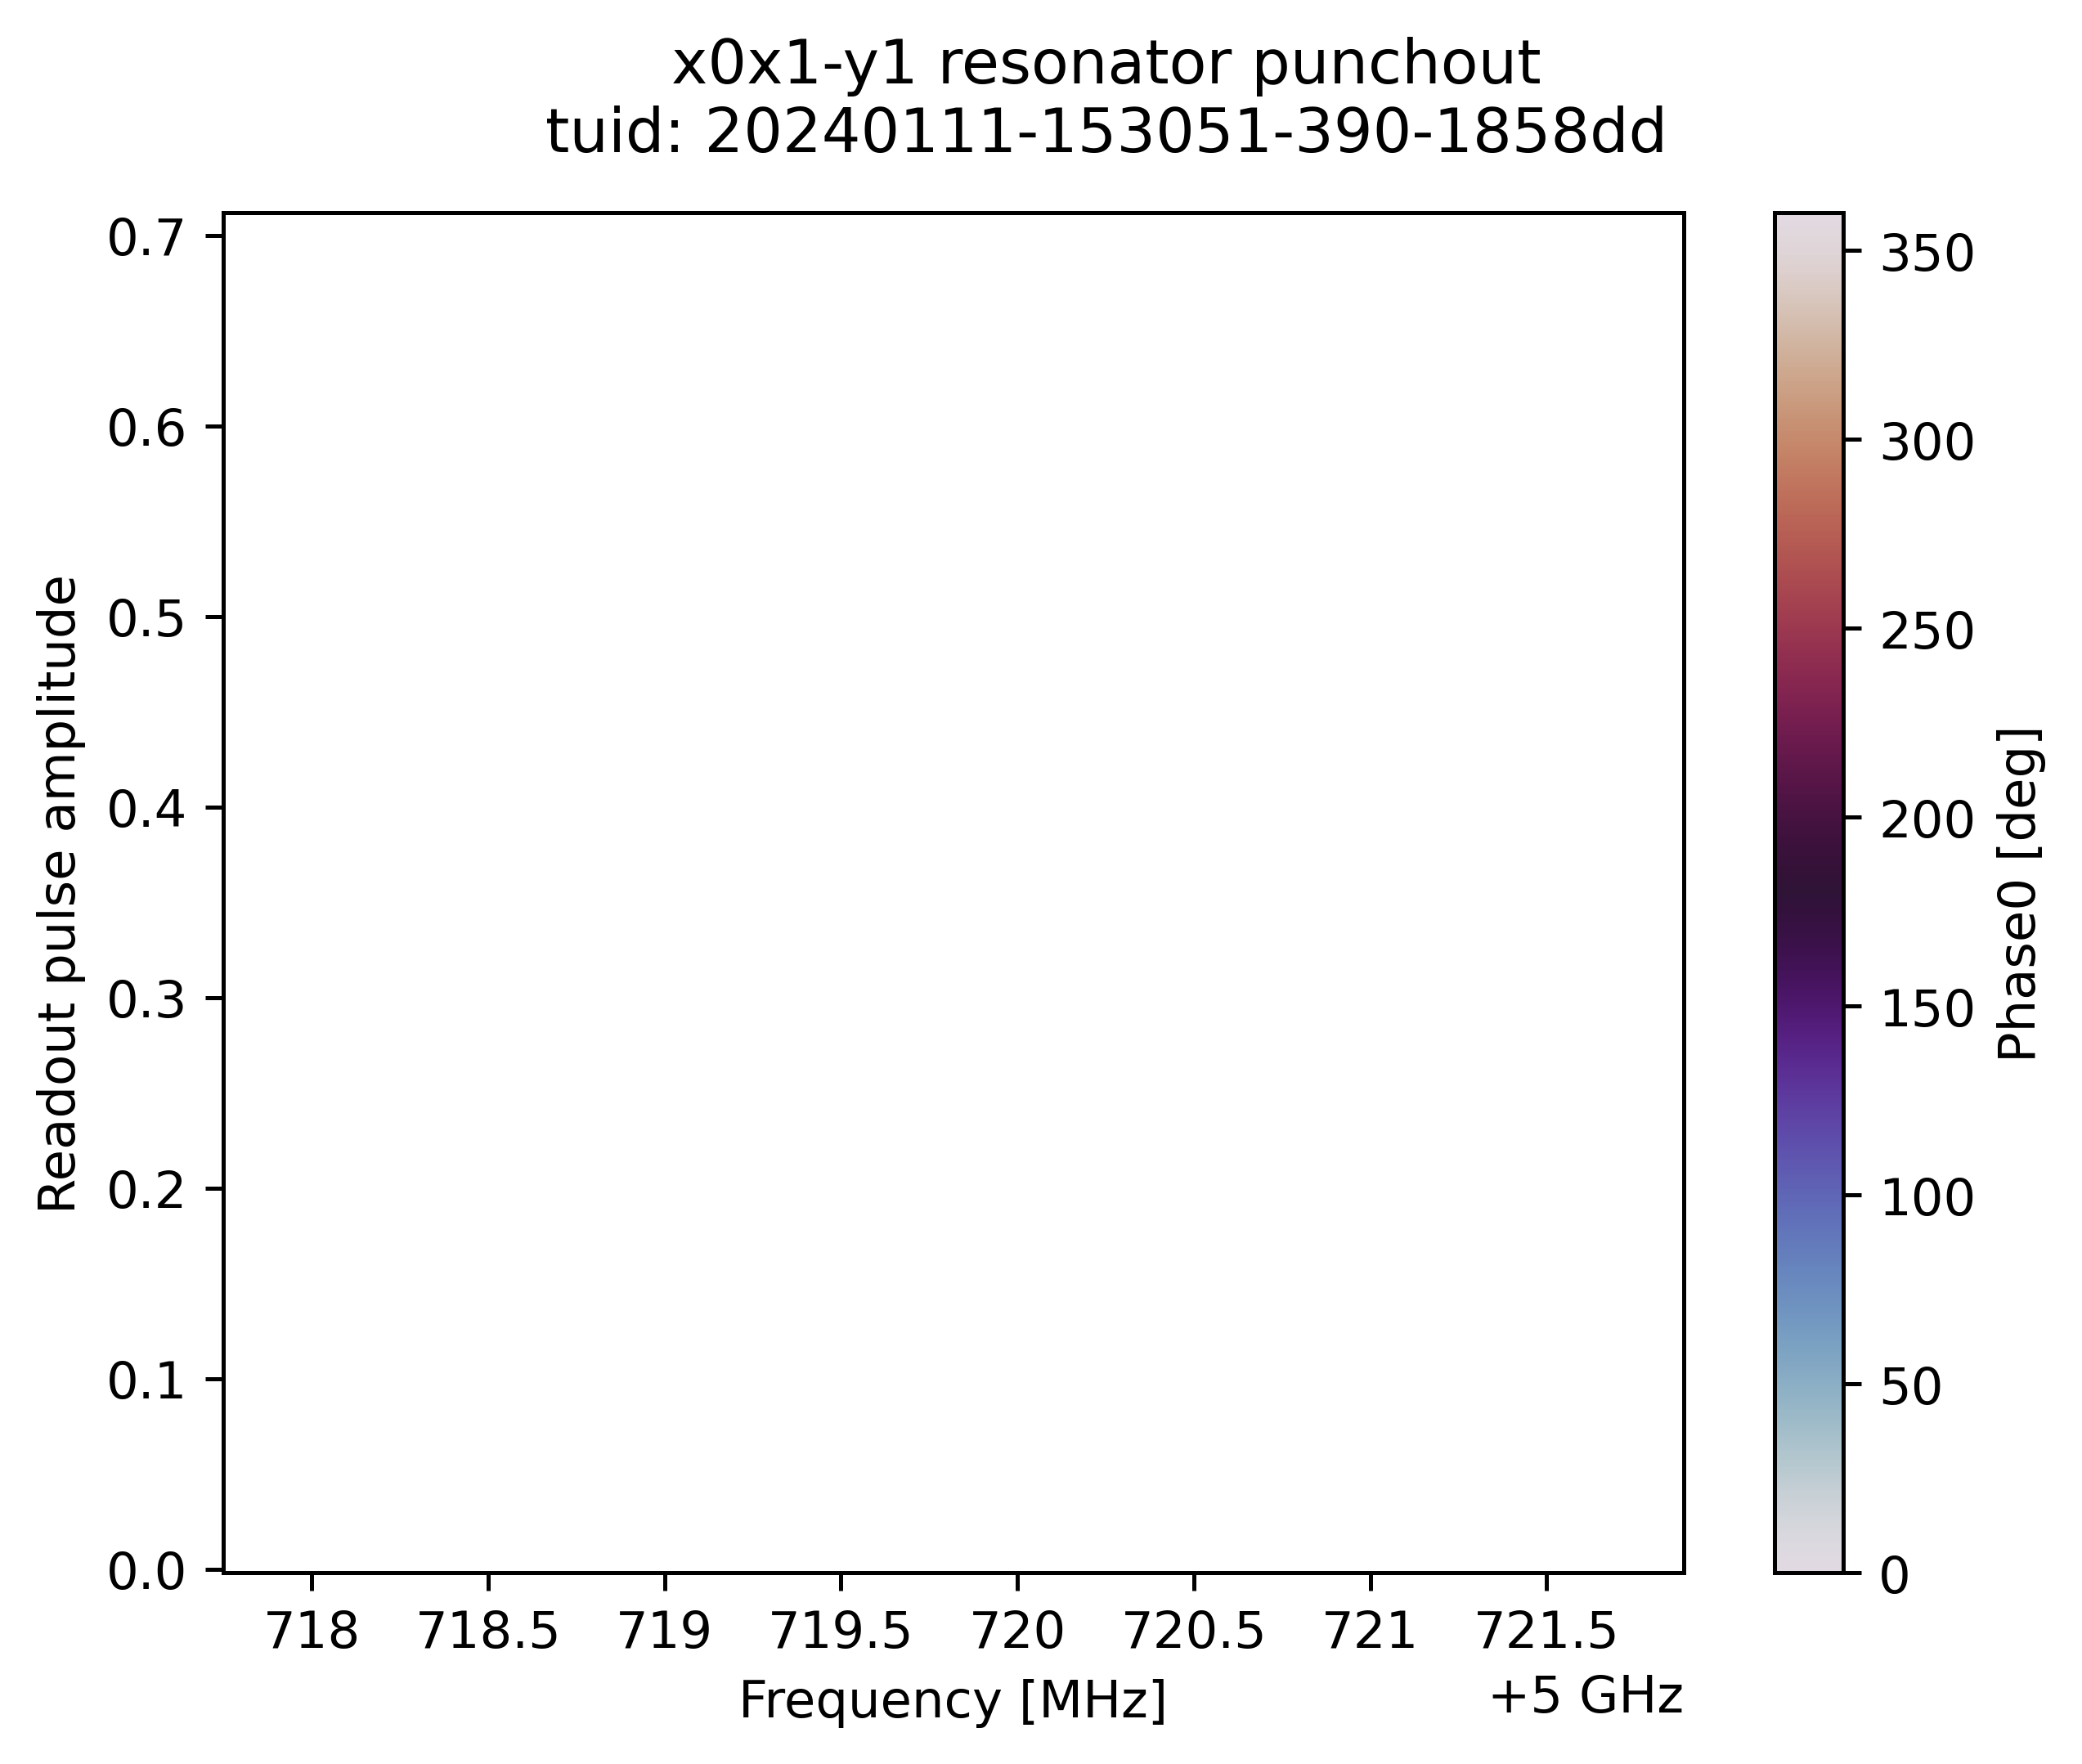 x0x1-y1 resonator punchout
tuid: 20240111-153051-390-1858dd
0.7
0.6
0.5
0.4
0.3
0.2
0.1
0.0
Readout pulse amplitude
718 718.5 719 719.5 720 720.5 721 721.5
Frequency [MHz]
+5 GHz
350
300
250
200
150
100
50
0
Phase0 [deg]